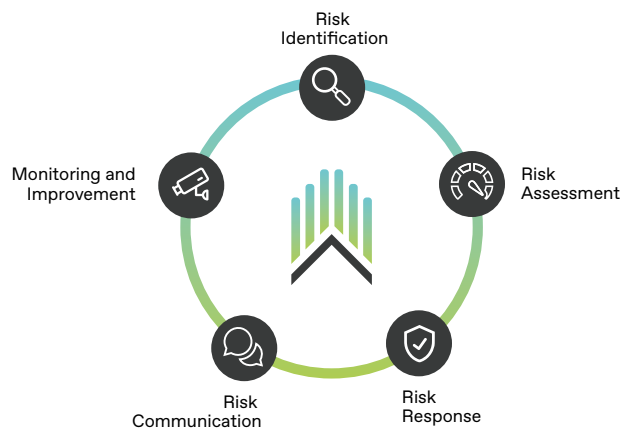 Risk
Identification
Risk
Assessment
Risk
Response
Risk
Communication
Monitoring and
Improvement